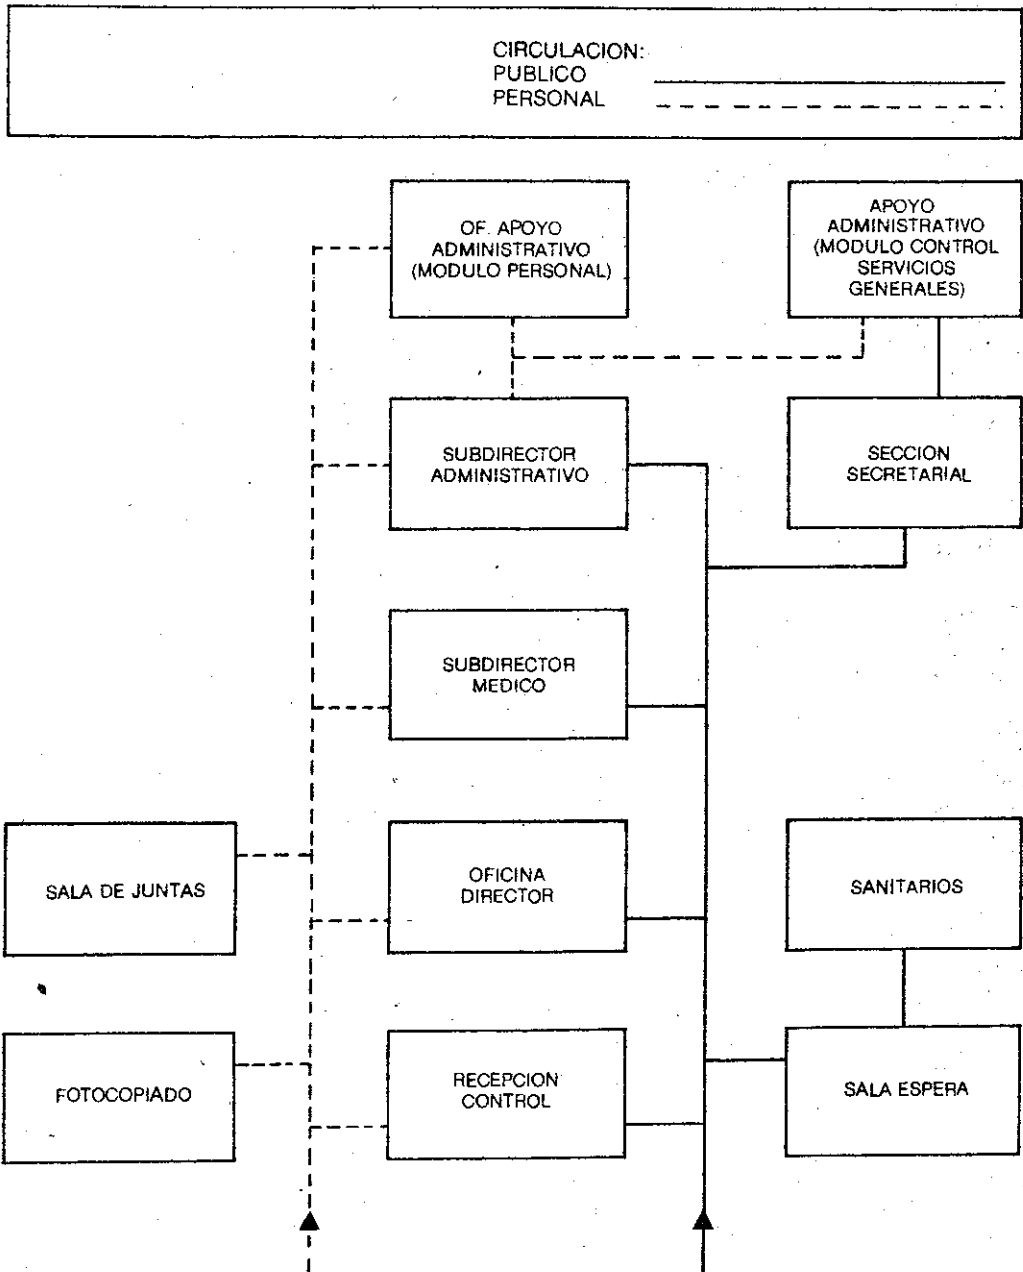 CIRCULACION:
PUBLICO
PERSONAL
OF. APOYO
ADMINISTRATIVO
(MODULO PERSONAL)
APOYO
ADMINISTRATIVO
(MODULO CONTROL
SERVICIOS
GENERALES)
SUBDIRECTOR
ADMINISTRATIVO
SECCION
SECRETARIAL
SUBDIRECTOR
MEDICO
SALA DE JUNTAS
OFICINA
DIRECTOR
SANITARIOS
FOTOCOPIADO
RECEPCION
CONTROL
SALA ESPERA